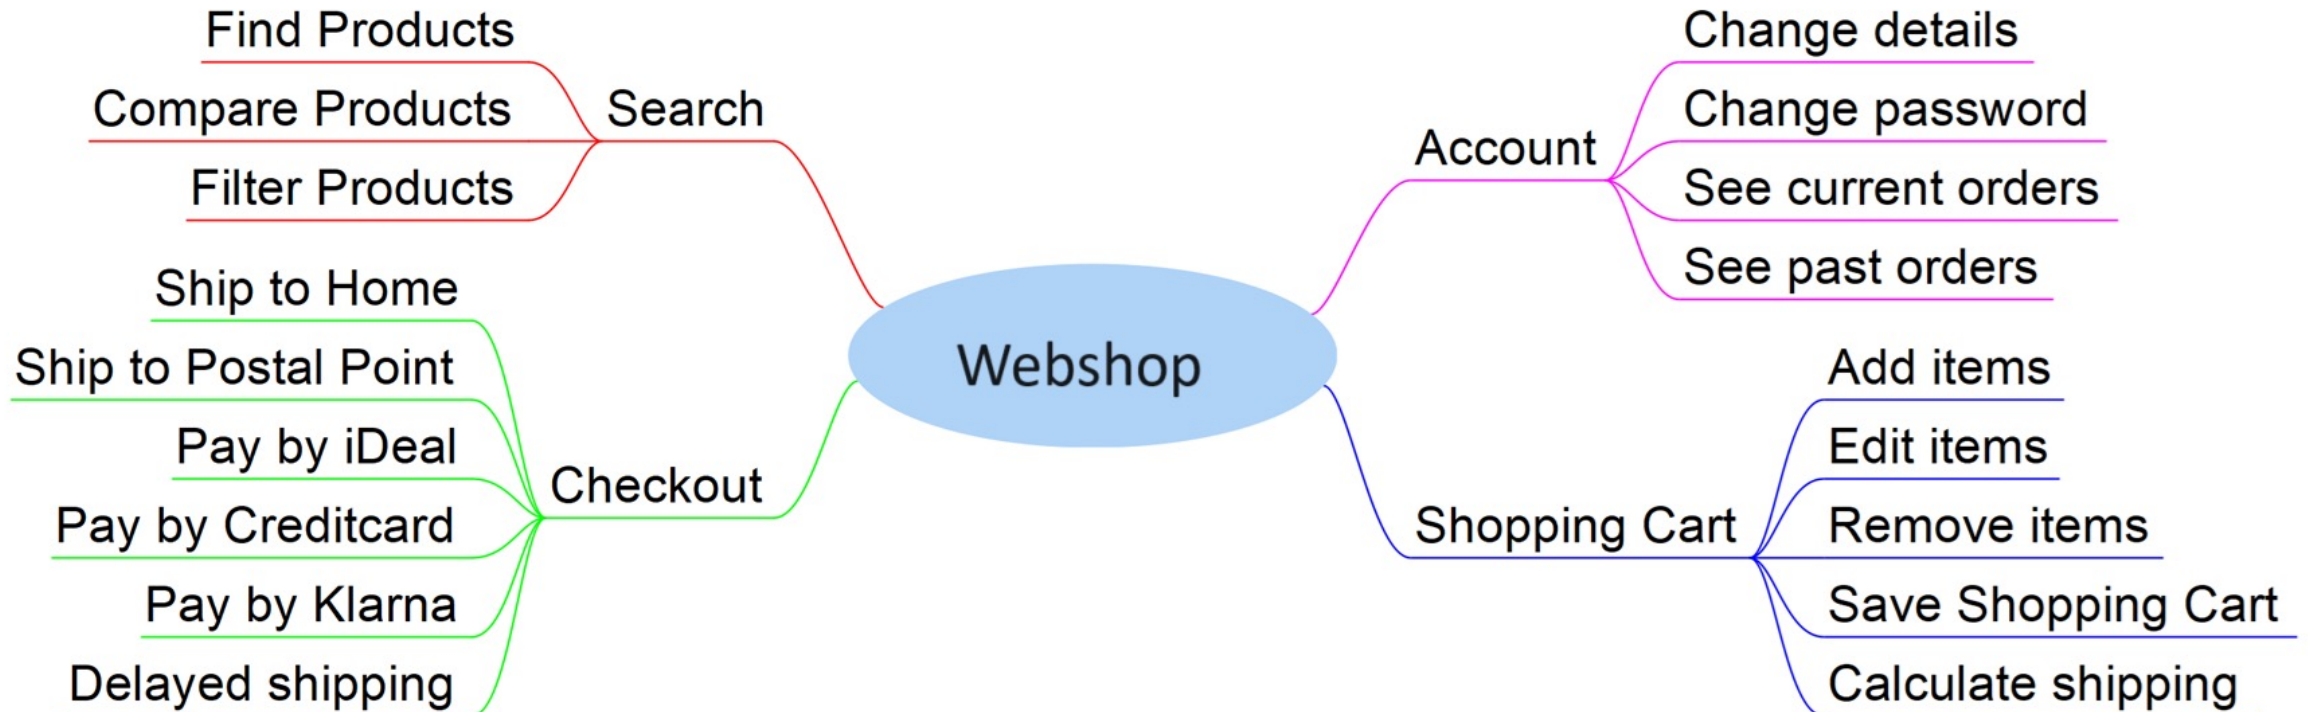 Find Products
Compare Products
Filter Products
Search
Ship to Home
Ship to Postal Point
Pay by iDeal
Pay by Creditcard
Pay by Klarna
Delayed shipping
Checkout
Webshop
Account
Change details
Change password
See current orders
See past orders
Shopping Cart
Add items
Edit items
Remove items
Save Shopping Cart
Calculate shipping